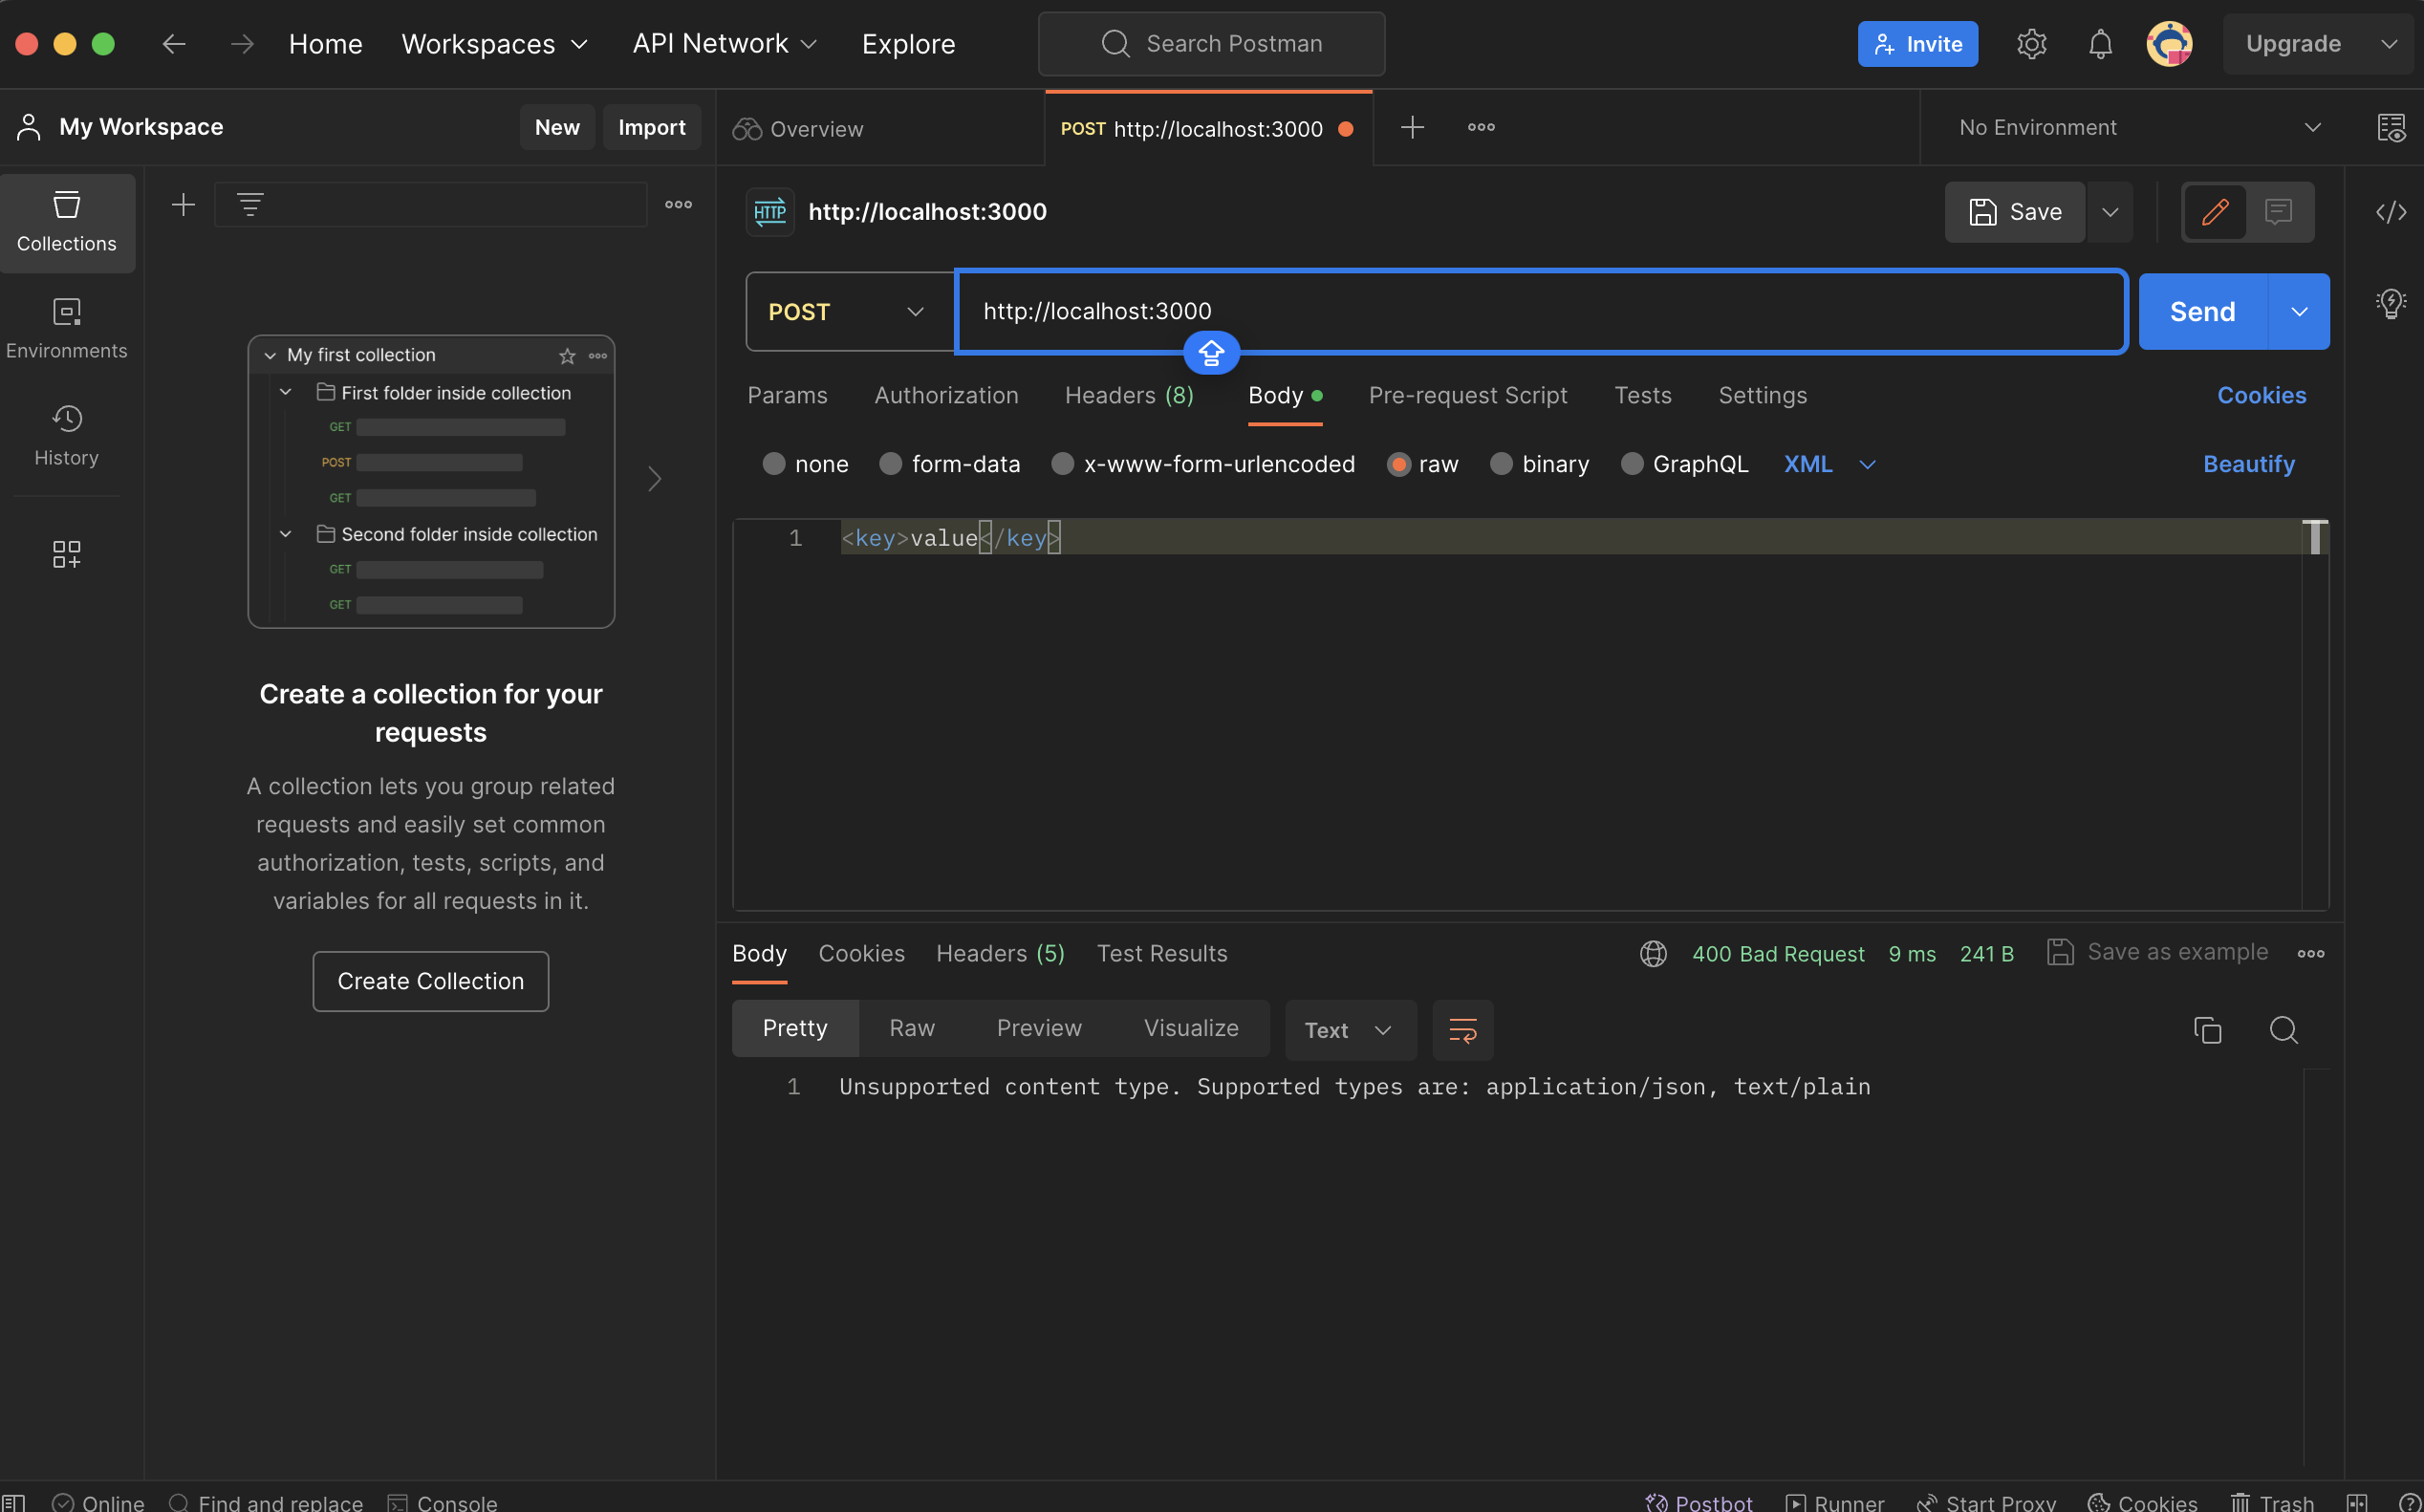 Home Workspaces API Network Explore Search Postman Invite Upgrade
My Workspace New Import Overview POST http://localhost:3000 No Environment
Collections
Environments
History
My first collection
First folder inside collection
GET
POST
GET
Second folder inside collection
GET
GET
Create a collection for your
requests
A collection lets you group related
requests and easily set common
authorization, tests, scripts, and
variables for all requests in it.
Create Collection
HTTP http://localhost:3000 Save
POST http://localhost:3000 Send
Params Authorization Headers (8) Body Pre-request Script Tests Settings Cookies
none form-data x-www-form-urlencoded raw binary GraphQL XML Beautify
1 <key>value</key>
Body Cookies Headers (5) Test Results 400 Bad Request 9 ms 241 B Save as example
Pretty Raw Preview Visualize Text
1 Unsupported content type. Supported types are: application/json, text/plain
Online Find and replace Console Postbot Runner Start Proxy Cookies Trash